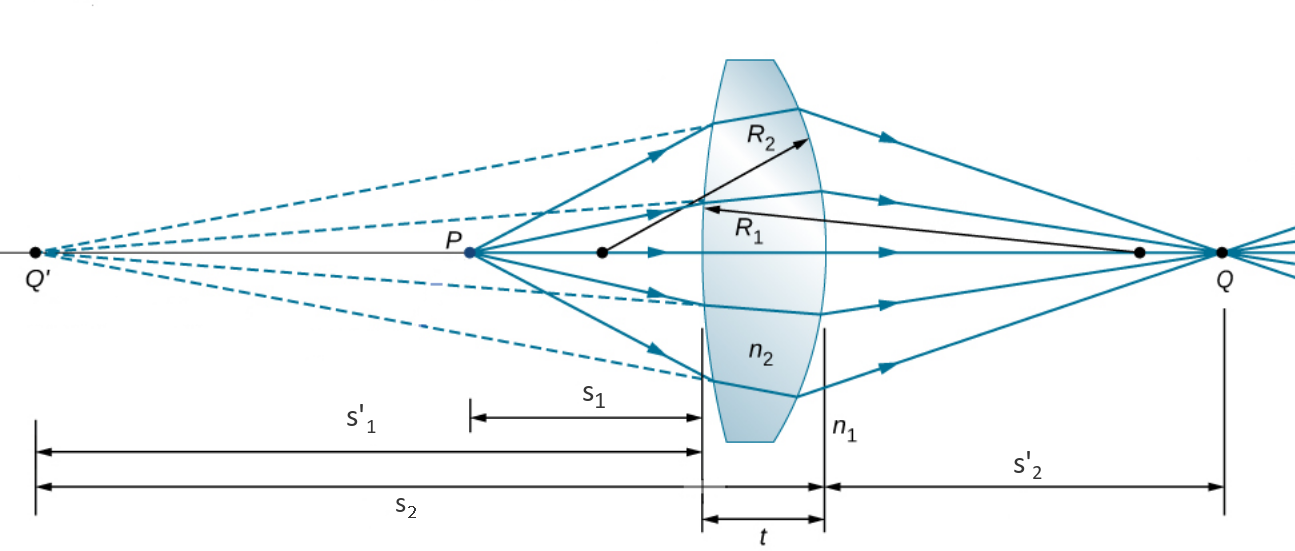 R₂
P
R₁
Q'
Q
n₂
s₁
s'₁
n₁
s'₂
s₂
t